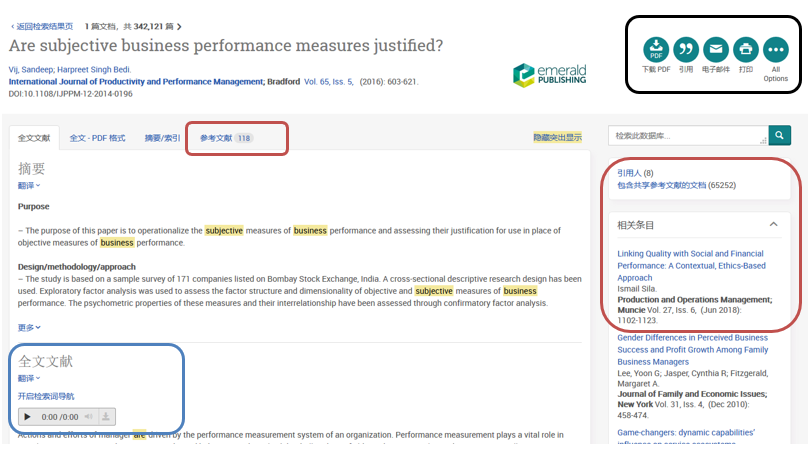 ‹ 返回检索结果页 1 篇文档，共 342,121 篇 ❯
Are subjective business performance measures justified?
Vij, Sandeep; Harpreet Singh Bedi.
International Journal of Productivity and Performance Management; Bradford Vol. 65, Iss. 5, (2016): 603-621.
DOI:10.1108/IJPPM-12-2014-0196
emerald
PUBLISHING
PDF
下载 PDF 引用 电子邮件 打印 All
Options
全文文献 全文 - PDF 格式 摘要/索引 参考文献 118 隐藏突出显示
检索此数据库...
摘要
翻译
Purpose
– The purpose of this paper is to operationalize the subjective measures of business performance and assessing their justification for use in place of
objective measures of business performance.
Design/methodology/approach
– The study is based on a sample survey of 171 companies listed on Bombay Stock Exchange, India. A cross-sectional descriptive research design has been
used. Exploratory factor analysis was used to assess the factor structure and dimensionality of objective and subjective measures of business
performance. The psychometric properties of these measures and their interrelationship have been assessed through confirmatory factor analysis.
更多
全文文献
翻译
开启检索词导航
0:00 /0:00
Actions and efforts of manager are driven by the performance measurement system of an organization. Performance measurement plays a vital role in
引用人 (8)
包含共享参考文献的文档 (65252)
相关条目
Linking Quality with Social and Financial
Performance: A Contextual, Ethics-Based
Approach
Ismail Sila.
Production and Operations Management;
Muncie Vol. 27, Iss. 6, (Jun 2018):
1102-1123.
Gender Differences in Perceived Business
Success and Profit Growth Among Family
Business Managers
Lee, Yoon G; Jasper, Cynthia R; Fitzgerald,
Margaret A.
Journal of Family and Economic Issues;
New York Vol. 31, Iss. 4, (Dec 2010):
458-474.
Game-changers: dynamic capabilities'